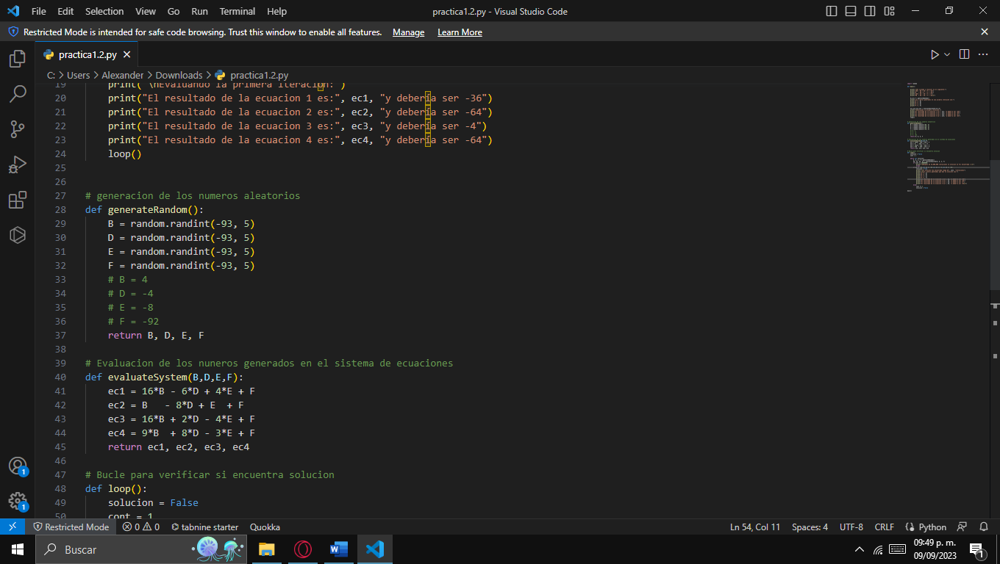 File Edit Selection View Go Run Terminal Help practica1.2.py - Visual Studio Code
Restricted Mode is intended for safe code browsing. Trust this window to enable all features. Manage Learn More
practica1.2.py
C: > Users > Alexander > Downloads > practica1.2.py
19 print("\nEvaluando la primera iteración:")
20 print("El resultado de la ecuacion 1 es:", ec1, "y debería ser -36")
21 print("El resultado de la ecuacion 2 es:", ec2, "y debería ser -64")
22 print("El resultado de la ecuacion 3 es:", ec3, "y debería ser -4")
23 print("El resultado de la ecuacion 4 es:", ec4, "y debería ser -64")
24 loop()
25
26
27 # generacion de los numeros aleatorios
28 def generateRandom():
29 B = random.randint(-93, 5)
30 D = random.randint(-93, 5)
31 E = random.randint(-93, 5)
32 F = random.randint(-93, 5)
33 # B = 4
34 # D = -4
35 # E = -8
36 # F = -92
37 return B, D, E, F
38
39 # Evaluacion de los nuneros generados en el sistema de ecuaciones
40 def evaluateSystem(B,D,E,F):
41 ec1 = 16*B - 6*D + 4*E + F
42 ec2 = B   - 8*D + E  + F
43 ec3 = 16*B + 2*D - 4*E + F
44 ec4 = 9*B  + 8*D - 3*E + F
45 return ec1, ec2, ec3, ec4
46
47 # Bucle para verificar si encuentra solucion
48 def loop():
49 solucion = False
50 cont = 1
1
1
Restricted Mode 0 0 tabnine starter Quokka Ln 54, Col 11 Spaces: 4 UTF-8 CRLF Python
Buscar
09:49 p. m.
09/09/2023
1